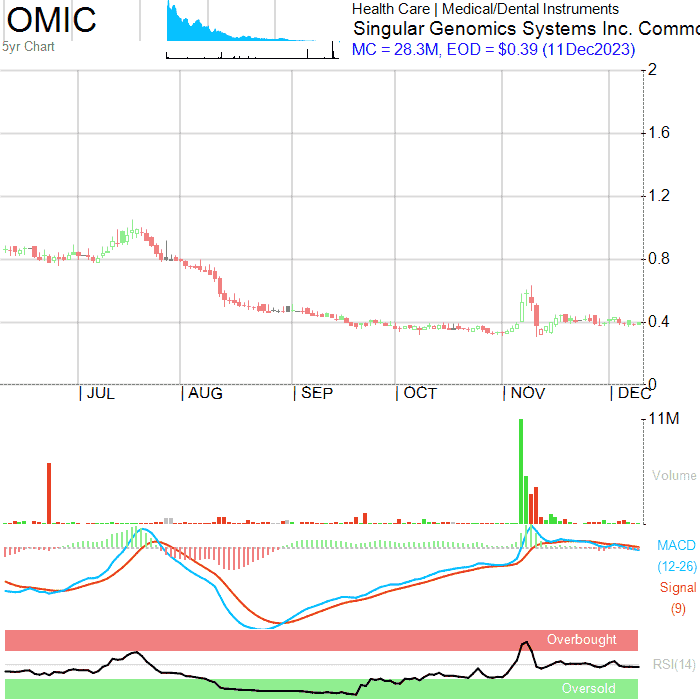 OMIC
5yr Chart
Health Care | Medical/Dental Instruments
Singular Genomics Systems Inc. Commo
MC = 28.3M, EOD = $0.39 (11Dec2023)
2
1.6
1.2
0.8
0.4
0
| JUL | AUG | SEP | OCT | NOV | DEC
11M
Volume
MACD
(12-26)
Signal
(9)
Overbought
RSI(14)
Oversold